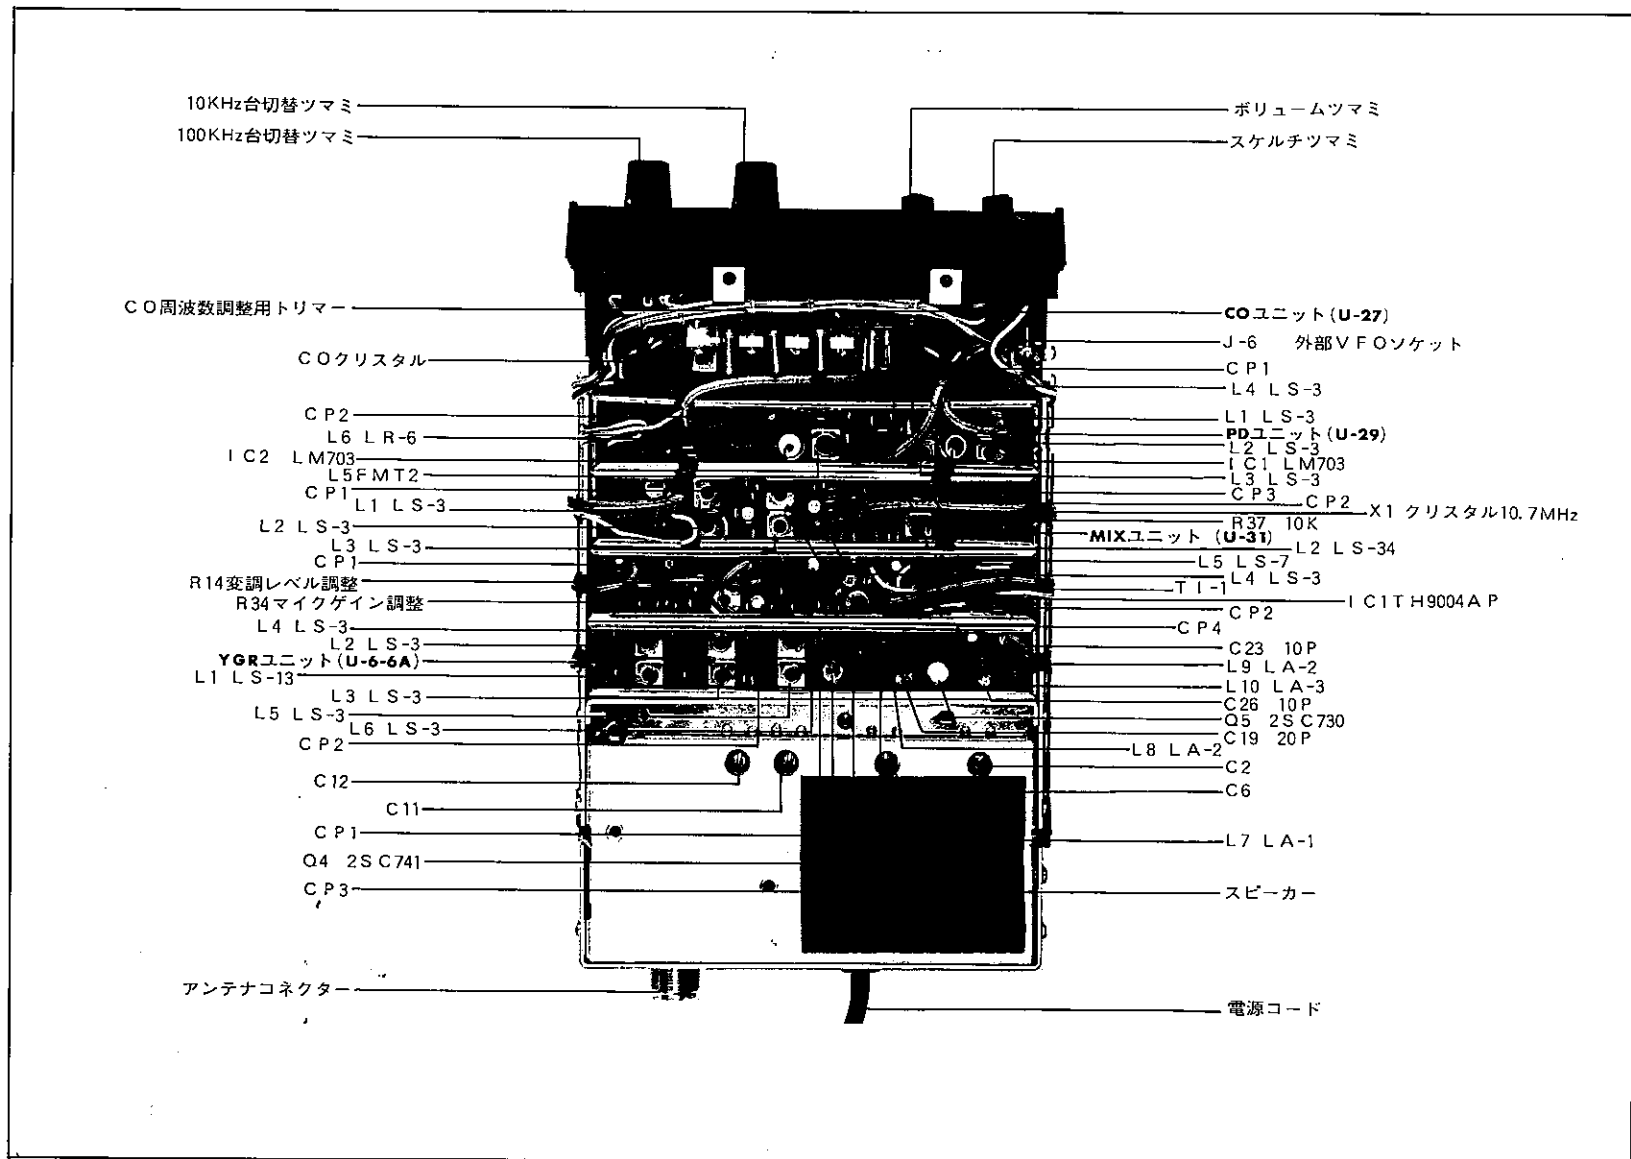 10KHz台切替ツマミ
100KHz台切替ツマミ
CO周波数調整用トリマー
COクリスタル
CP2
L6 LR-6
IC2 LM703
L5FMT2
CP1
L1 LS-3
L2 LS-3
L3 LS-3
CP1
R14変調レベル調整
R34マイクゲイン調整
L4 LS-3
L2 LS-3
YGRユニット(U-6-6A)
L1 LS-13
L3 LS-3
L5 LS-3
L6 LS-3
CP2
C12
C11
CP1
Q4 2SC741
CP3
アンテナコネクター
ボリュームツマミ
スケルチツマミ
COユニット(U-27)
J-6 外部VFOソケット
CP1
L4 LS-3
L1 LS-3
PDユニット(U-29)
L2 LS-3
IC1 LM703
L3 LS-3
CP3
CP2
X1 クリスタル10.7MHz
R37 10K
MIXユニット(U-31)
L2 LS-34
L5 LS-7
L4 LS-3
TI-1
IC1TH9004AP
CP2
CP4
C23 10P
L9 LA-2
L10 LA-3
C26 10P
Q5 2SC730
C19 20P
L8 LA-2
C2
C6
L7 LA-1
スピーカー
電源コード